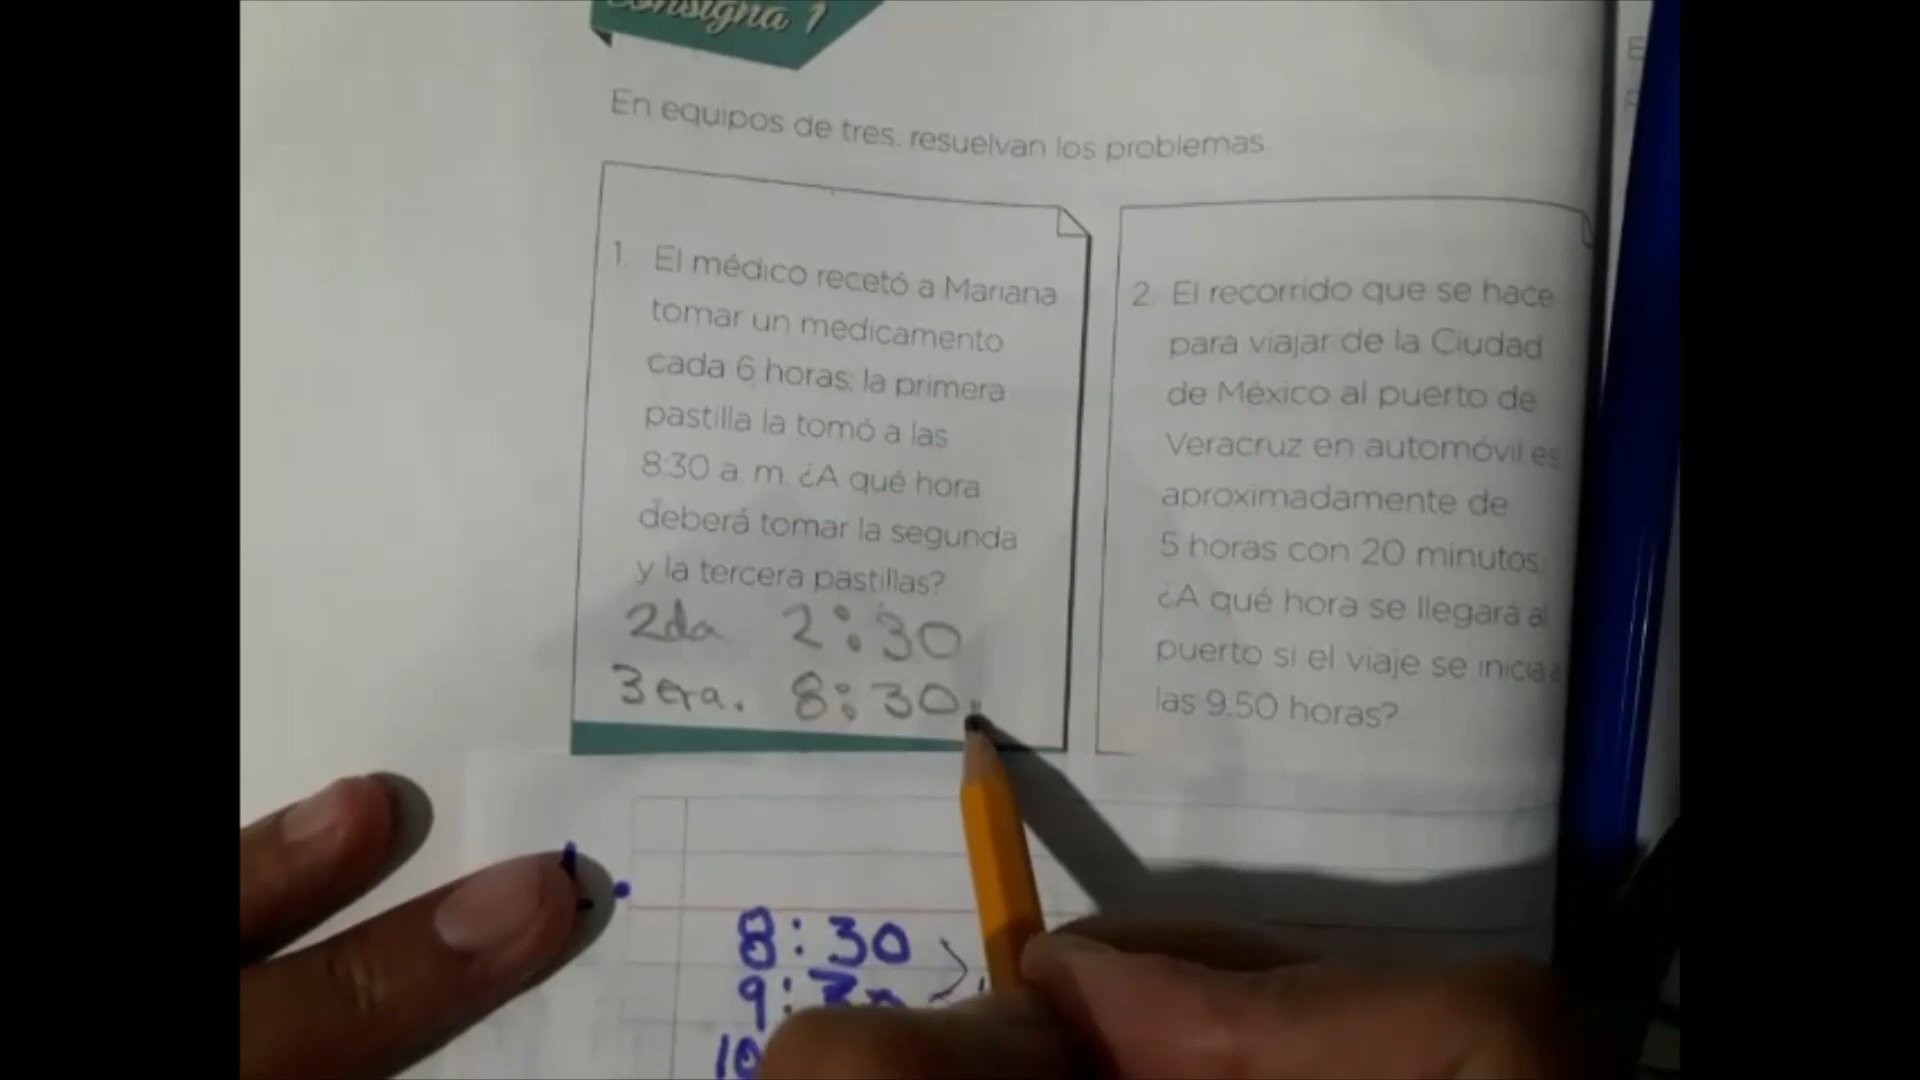 Consigna 1
En equipos de tres, resuelvan los problemas.
1. El médico recetó a Mariana
tomar un medicamento
cada 6 horas; la primera
pastilla la tomó a las
8:30 a. m. ¿A qué hora
deberá tomar la segunda
y la tercera pastillas?
2da 2:30
3era. 8:30
2. El recorrido que se hace
para viajar de la Ciudad
de México al puerto de
Veracruz en automóvil es
aproximadamente de
5 horas con 20 minutos.
¿A qué hora se llegará al
puerto si el viaje se inicia a
las 9:50 horas?
8:30
9:30
10